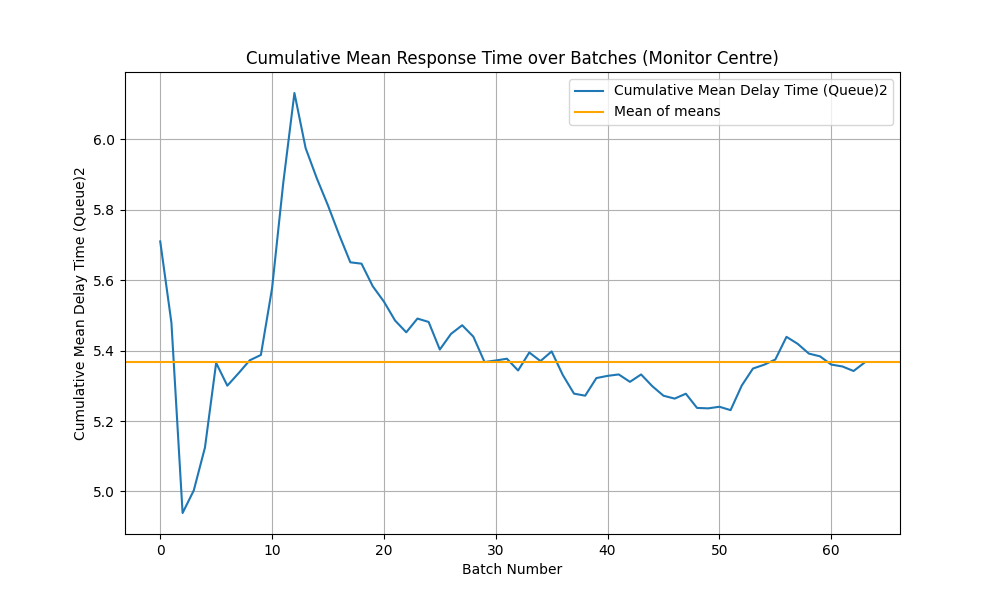 Cumulative Mean Response Time over Batches (Monitor Centre)
Cumulative Mean Delay Time (Queue)2
Mean of means
Cumulative Mean Delay Time (Queue)2
6.0
5.8
5.6
5.4
5.2
5.0
0 10 20 30 40 50 60
Batch Number